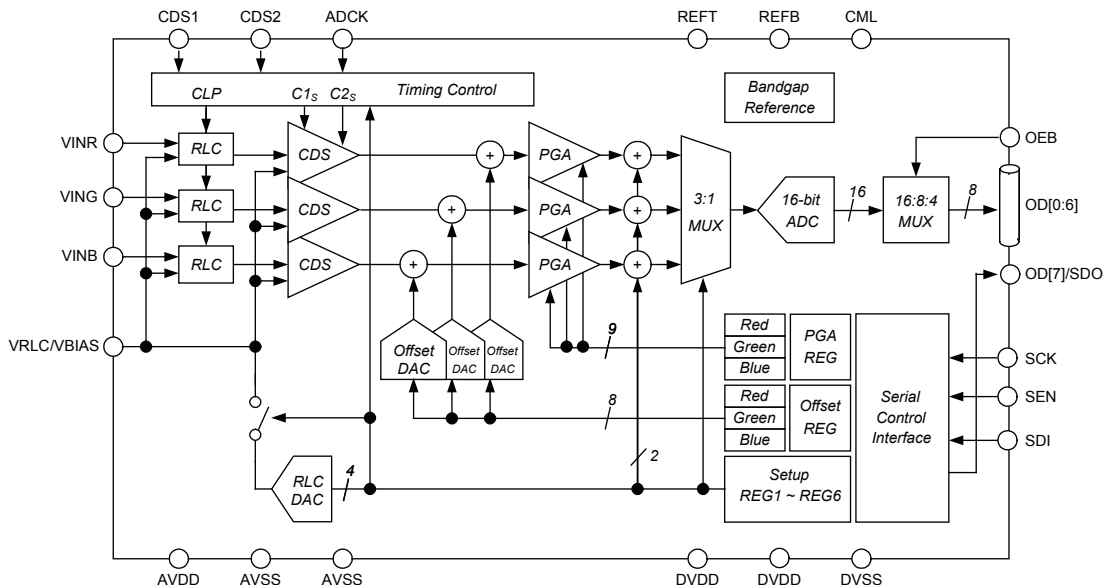 CDS1 CDS2 ADCK REFT REFB CML
CLP C1S C2S Timing Control
Bandgap
Reference
VINR
RLC
CDS
+
PGA
+
OEB
VING
RLC
CDS
+
PGA
+
3:1
MUX
16-bit
ADC
16
16:8:4
MUX
8
OD[0:6]
VINB
RLC
CDS
+
PGA
+
OD[7]/SDO
VRLC/VBIAS
Offset
DAC
Offset
DAC
Offset
DAC
9
Red
Green
Blue
PGA
REG
SCK
8
Red
Green
Blue
Offset
REG
Serial
Control
Interface
SEN
SDI
RLC
DAC
4
2
Setup
REG1 ~ REG6
AVDD AVSS AVSS DVDD DVDD DVSS